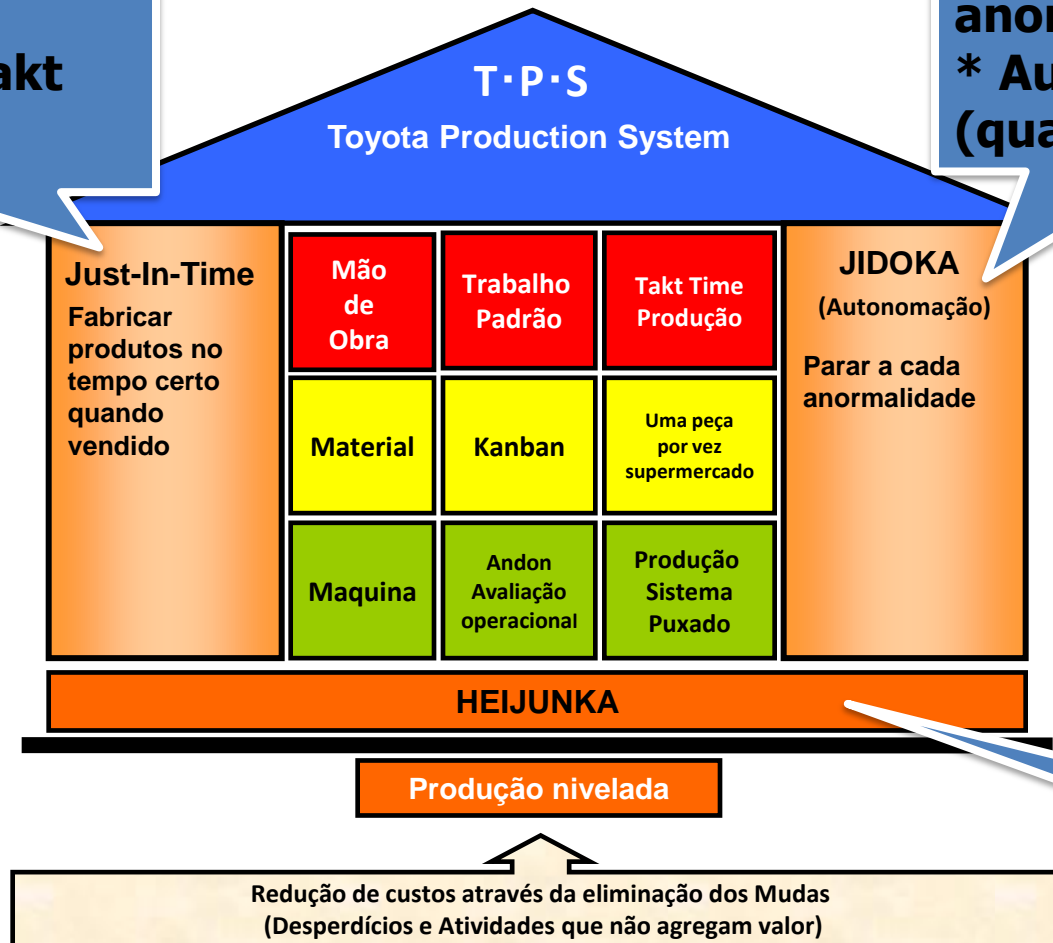 akt
* Au
(qua
T·P·S
Toyota Production System
Just-In-Time
Fabricar
produtos no
tempo certo
quando
vendido
Mão
de
Obra
Trabalho
Padrão
Takt Time
Produção
Material
Kanban
Uma peça
por vez
supermercado
Maquina
Andon
Avaliação
operacional
Produção
Sistema
Puxado
JIDOKA
(Autonomação)
Parar a cada
anormalidade
HEIJUNKA
Produção nivelada
Redução de custos através da eliminação dos Mudas
(Desperdícios e Atividades que não agregam valor)